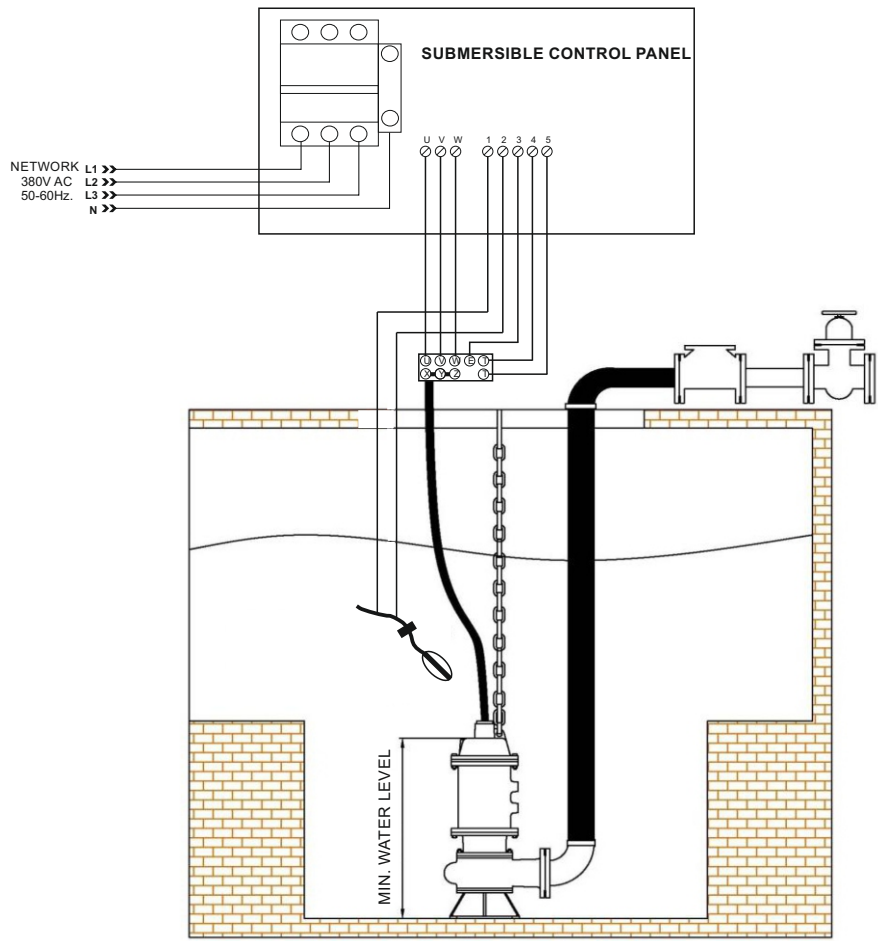 SUBMERSIBLE CONTROL PANEL
U V W 1 2 3 4 5
NETWORK L1
380V AC L2
50-60Hz. L3
N
U V W E T
X Y Z T
MIN. WATER LEVEL